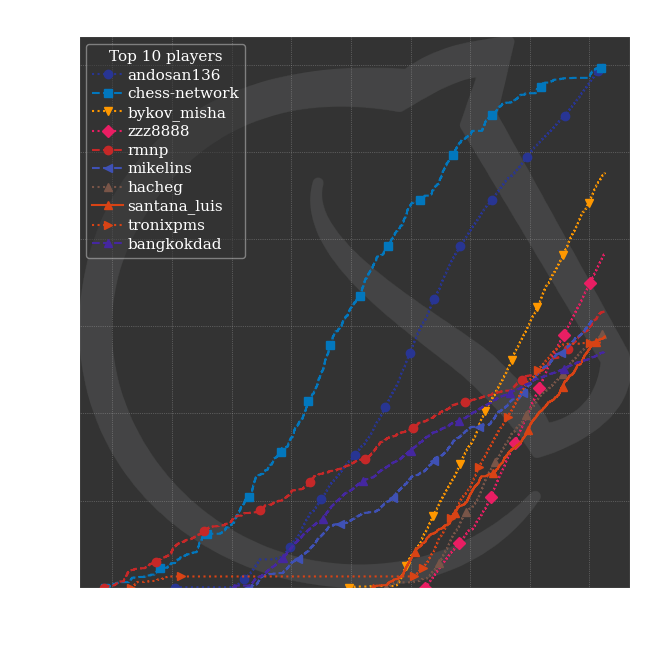 Top 10 players
andosan136
chess-network
bykov_misha
zzz8888
rmnp
mikelins
hacheg
santana_luis
tronixpms
bangkokdad